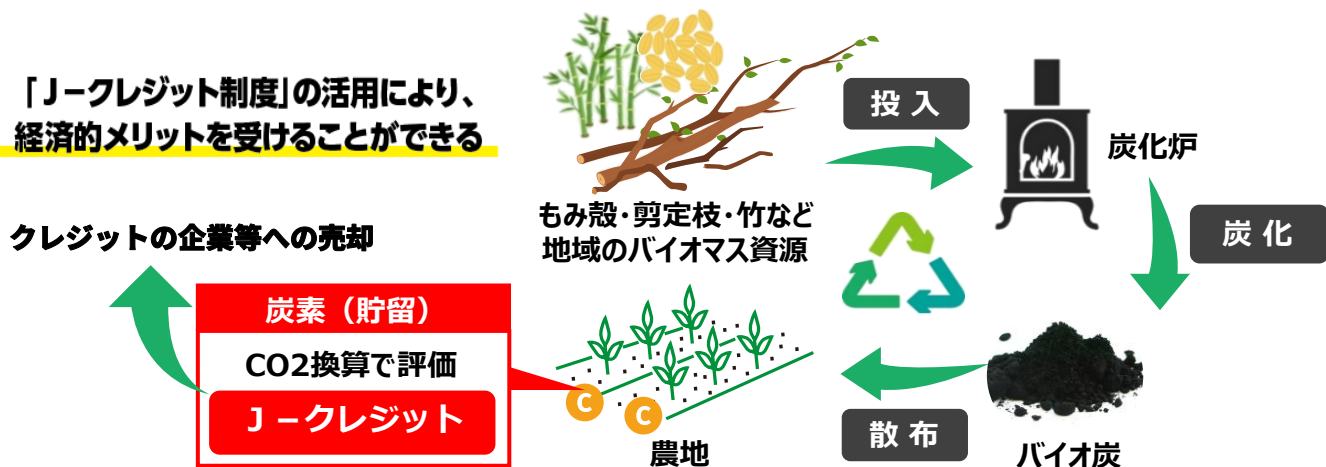 「J－クレジット制度」の活用により、
経済的メリットを受けることができる
クレジットの企業等への売却
炭素（貯留）
CO2換算で評価
J－クレジット
もみ殻・剪定枝・竹など
地域のバイオマス資源
投入
炭化炉
炭化
バイオ炭
散布
C
C
農地